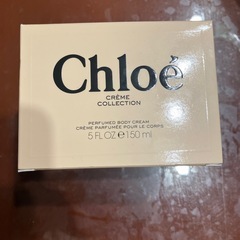 Chloé
CRÈME
COLLECTION
PERFUMED BODY CREAM
CRÈME PARFUMÉE POUR LE CORPS
5 FL OZ ℮ 150 ml